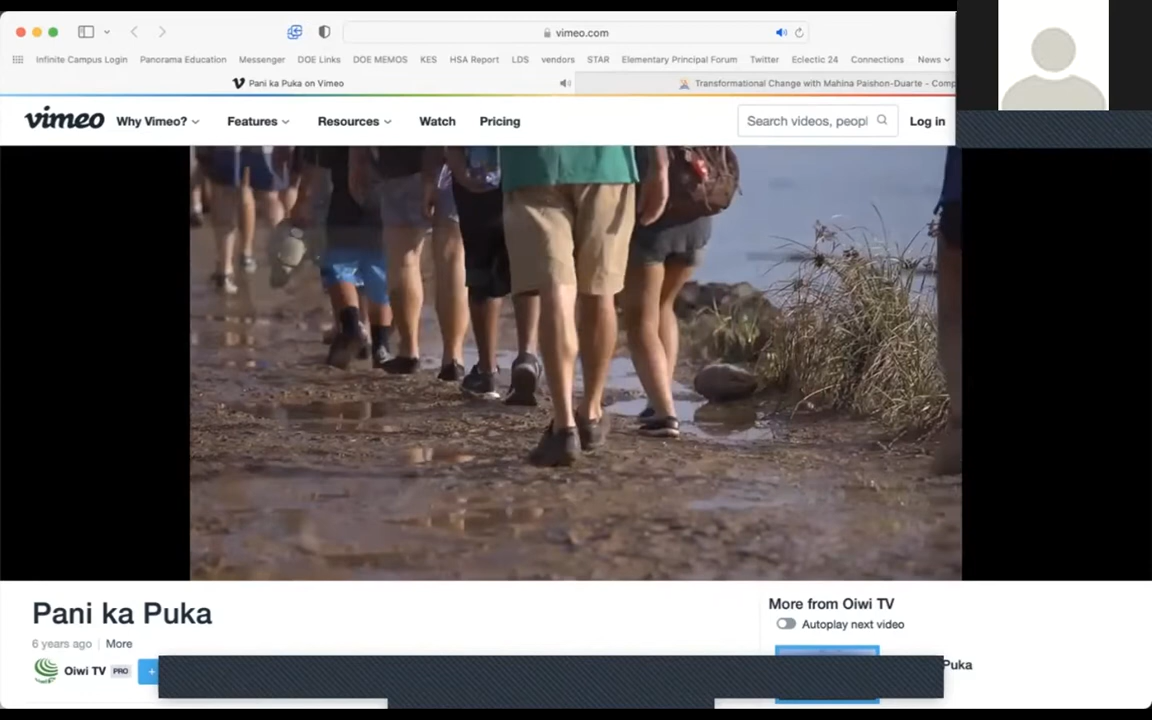 vimeo.com
Infinite Campus Login Panorama Education Messenger DOE Links DOE MEMOS KES HSA Report LDS vendors STAR Elementary Principal Forum Twitter Eclectic 24 Connections News
Pani ka Puka on Vimeo Transformational Change with Mahina Paishon-Duarte - Comp
vimeo Why Vimeo? Features Resources Watch Pricing Search videos, peopl Log in
Pani ka Puka
6 years ago More
Oiwi TV PRO +
More from Oiwi TV
Autoplay next video
Puka